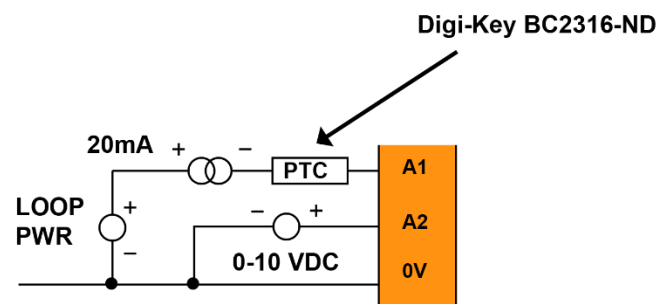 Digi-Key BC2316-ND
20mA + −
PTC
A1
LOOP
PWR
+
−
− +
A2
0-10 VDC
0V